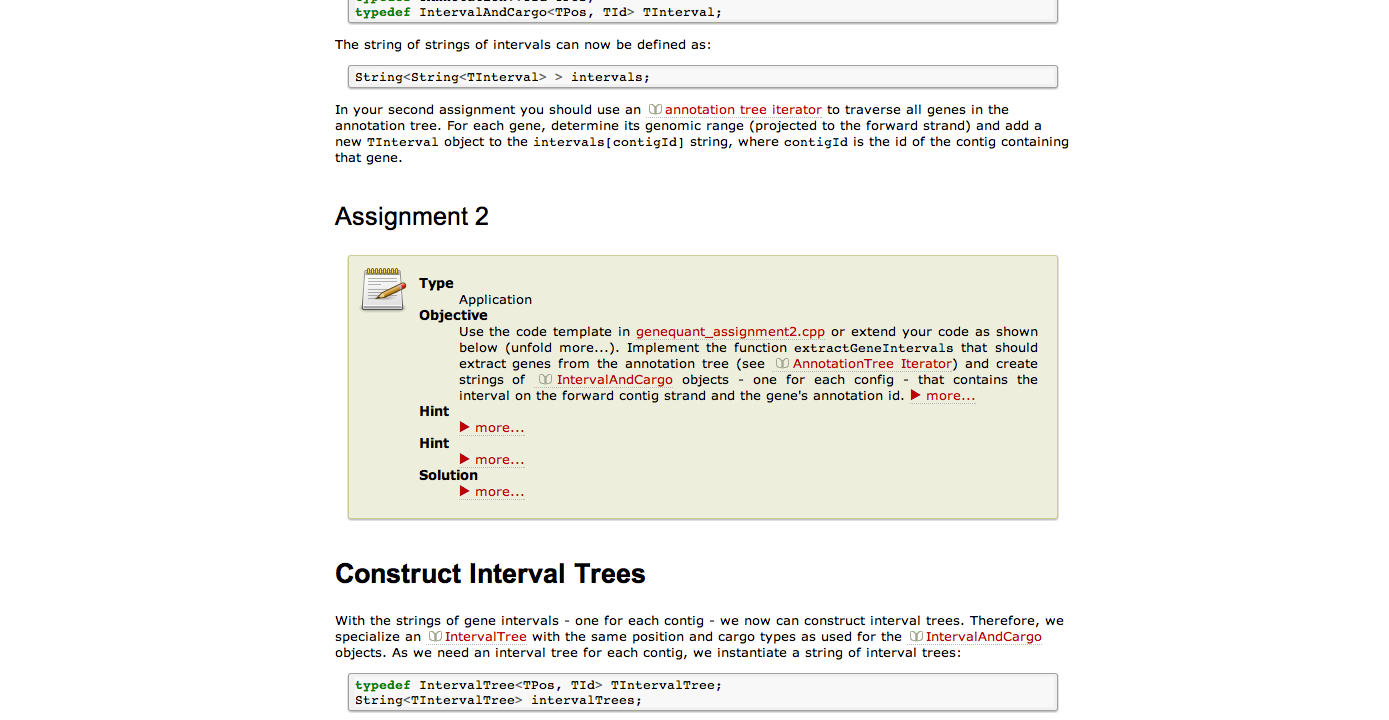 typedef IntervalAndCargo<TPos, TId> TInterval;
The string of strings of intervals can now be defined as:
String<String<TInterval> > intervals;
In your second assignment you should use an annotation tree iterator to traverse all genes in the
annotation tree. For each gene, determine its genomic range (projected to the forward strand) and add a
new TInterval object to the intervals[contigId] string, where contigId is the id of the contig containing
that gene.
Assignment 2
Type
Application
Objective
Use the code template in genequant_assignment2.cpp or extend your code as shown
below (unfold more...). Implement the function extractGeneIntervals that should
extract genes from the annotation tree (see AnnotationTree Iterator) and create
strings of IntervalAndCargo objects - one for each config - that contains the
interval on the forward contig strand and the gene's annotation id. ▶ more...
Hint
▶ more...
Hint
▶ more...
Solution
▶ more...
Construct Interval Trees
With the strings of gene intervals - one for each contig - we now can construct interval trees. Therefore, we
specialize an IntervalTree with the same position and cargo types as used for the IntervalAndCargo
objects. As we need an interval tree for each contig, we instantiate a string of interval trees:
typedef IntervalTree<TPos, TId> TIntervalTree;
String<TIntervalTree> intervalTrees;